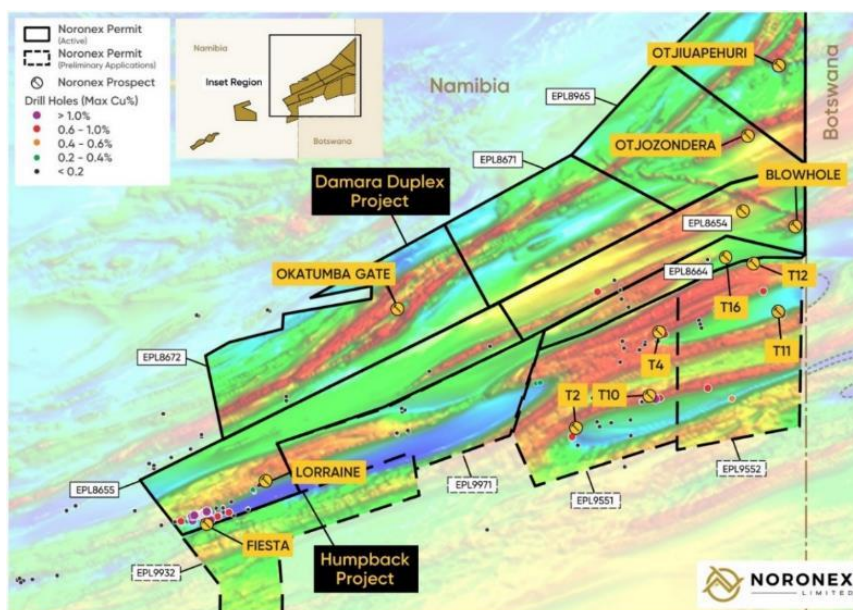 Noronex Permit
(Active)
Noronex Permit
(Preliminary Applications)
Noronex Prospect
Drill Holes (Max Cu%)
> 1.0%
0.6 - 1.0%
0.4 - 0.6%
0.2 - 0.4%
< 0.2
Namibia
Inset Region
Botswana
Namibia
Botswana
OTJIUAPEHURI
EPL8965
OTJOZONDERA
EPL8671
BLOWHOLE
Damara Duplex
Project
EPL8654
OKATUMBA GATE
EPL8664
T12
T16
T11
T4
EPL8672
T2
T10
LORRAINE
EPL8655
EPL9971
EPL9552
EPL9551
FIESTA
Humpback
Project
EPL9932
NORONEX
LIMITED